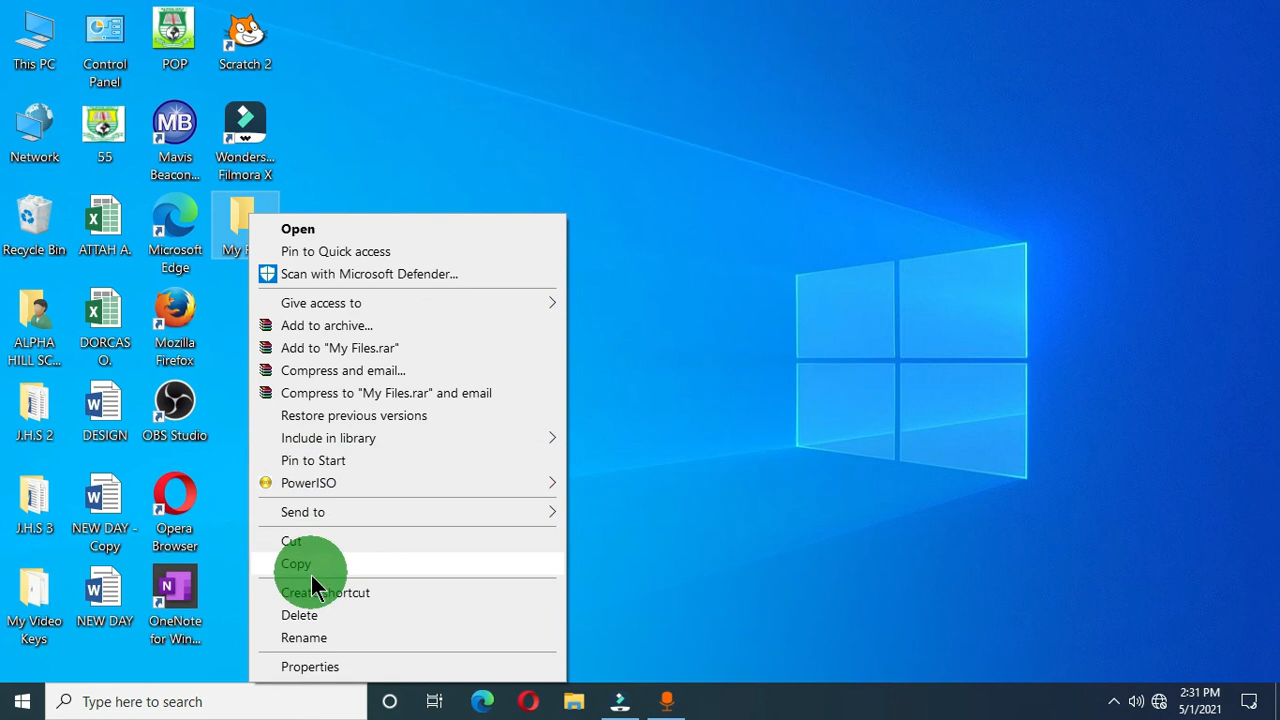 This PC
Control
Panel
POP
Scratch 2
Network
55
MB
Mavis
Beacon...
Wonders...
Filmora X
Recycle Bin
ATTAH A.
Microsoft
Edge
My
ALPHA
HILL SC...
DORCAS
O.
Mozilla
Firefox
J.H.S 2
DESIGN
OBS Studio
J.H.S 3
NEW DAY -
Copy
Opera
Browser
My Video
Keys
NEW DAY
OneNote
for Win...
Open
Pin to Quick access
Scan with Microsoft Defender...
Give access to
Add to archive...
Add to "My Files.rar"
Compress and email...
Compress to "My Files.rar" and email
Restore previous versions
Include in library
Pin to Start
PowerISO
Send to
Cut
Copy
Create shortcut
Delete
Rename
Properties
Type here to search
2:31 PM
5/1/2021